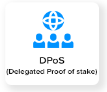 DPoS
(Delegated Proof of stake)